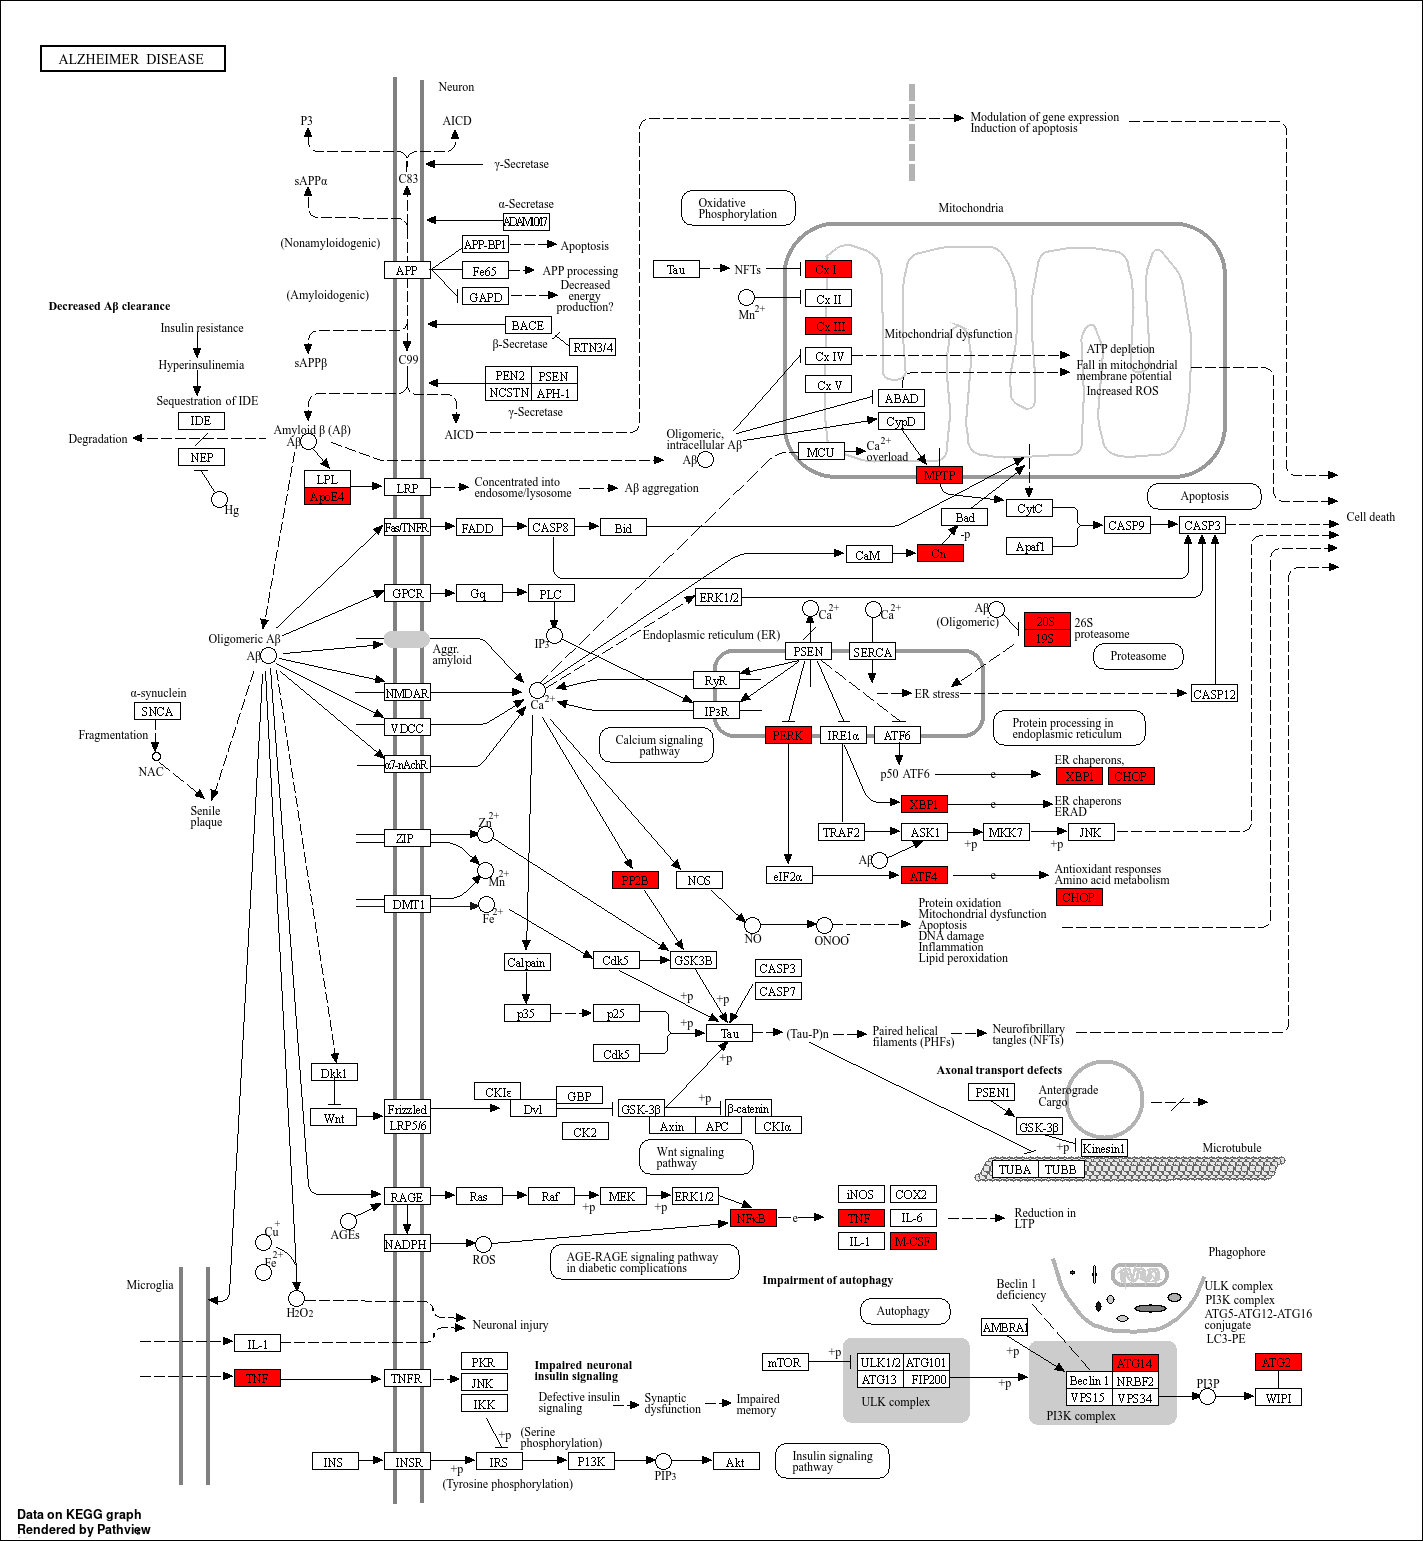 ALZHEIMER DISEASE
Neuron
P3
AICD
Modulation of gene expression
Induction of apoptosis
γ-Secretase
sAPPα
C83
Oxidative
Phosphorylation
Mitochondria
α-Secretase
ADAM10/17
(Nonamyloidogenic)
APP-BP1
Apoptosis
APP
Fe65
APP processing
Tau
NFTs
Cx I
(Amyloidogenic)
GAPD
Decreased
energy
production?
Mn2+
Cx II
Decreased Aβ clearance
Insulin resistance
BACE
β-Secretase
RTN3/4
Cx III
Mitochondrial dysfunction
Hyperinsulinemia
sAPPβ
C99
Cx IV
ATP depletion
Fall in mitochondrial
membrane potential
Increased ROS
PEN2
PSEN
NCSTN
APH-1
γ-Secretase
Cx V
ABAD
Sequestration of IDE
IDE
CypD
Degradation
Amyloid β (Aβ)
Aβ
AICD
Oligomeric,
intracellular Aβ
Aβ
NEP
MCU
Ca2+
overload
LPL
ApoE4
LRP
Concentrated into
endosome/lysosome
Aβ aggregation
MPTP
Hg
Apoptosis
CytC
Bad
-p
Cell death
Fas/TNFR
FADD
CASP8
Bid
CASP9
CASP3
Apaf1
CaM
Cn
GPCR
Gq
PLC
ERK1/2
Ca2+
Ca2+
Aβ
(Oligomeric)
20S
19S
26S
proteasome
Oligomeric Aβ
Aβ
IP3
Endoplasmic reticulum (ER)
PSEN
SERCA
Proteasome
Aggr.
amyloid
RyR
ER stress
CASP12
α-synuclein
SNCA
NMDAR
Ca2+
IP3R
Fragmentation
VDCC
Calcium signaling
pathway
PERK
IRE1α
ATF6
Protein processing in
endoplasmic reticulum
NAC
α7-nAchR
p50 ATF6
e
ER chaperons,
XBP1
CHOP
Senile
plaque
XBP1
e
ER chaperons
ERAD
Zn2+
ZIP
TRAF2
ASK1
+p
MKK7
+p
JNK
Aβ
Mn2+
PP2B
NOS
eIF2α
ATF4
e
Antioxidant responses
Amino acid metabolism
CHOP
DMT1
Fe2+
Protein oxidation
Mitochondrial dysfunction
Apoptosis
DNA damage
Inflammation
Lipid peroxidation
NO
ONOO-
Calpain
Cdk5
GSK3B
CASP3
CASP7
+p
+p
p35
p25
+p
Tau
(Tau-P)n
Paired helical
filaments (PHFs)
Neurofibrillary
tangles (NFTs)
Cdk5
+p
Dkk1
Axonal transport defects
PSEN1
Anterograde
Cargo
CKIε
GBP
+p
Wnt
Frizzled
LRP5/6
Dvl
GSK-3β
β-catenin
Axin
APC
CKIα
CK2
GSK-3β
+p
Kinesin1
Microtubule
Wnt signaling
pathway
TUBA
TUBB
RAGE
Ras
Raf
+p
MEK
+p
ERK1/2
iNOS
COX2
AGEs
NFκB
e
TNF
IL-6
Reduction in
LTP
Cu+
Fe2+
NADPH
ROS
IL-1
M-CSF
AGE-RAGE signaling pathway
in diabetic complications
Phagophore
Microglia
H2O2
Impairment of autophagy
Beclin 1
deficiency
ULK complex
PI3K complex
ATG5-ATG12-ATG16
conjugate
LC3-PE
Autophagy
Neuronal injury
AMBRA1
IL-1
+p
+p
PKR
Impaired neuronal
insulin signaling
mTOR
ULK1/2
ATG101
ATG13
FIP200
ULK complex
+p
ATG14
Beclin 1
NRBF2
VPS15
VPS34
PI3K complex
PI3P
ATG2
WIPI
TNF
TNFR
JNK
IKK
Defective insulin
signaling
Synaptic
dysfunction
Impaired
memory
+p
(Serine
phosphorylation)
INS
INSR
+p
IRS
P13K
PIP3
Akt
Insulin signaling
pathway
(Tyrosine phosphorylation)
Data on KEGG graph
Rendered by Pathview